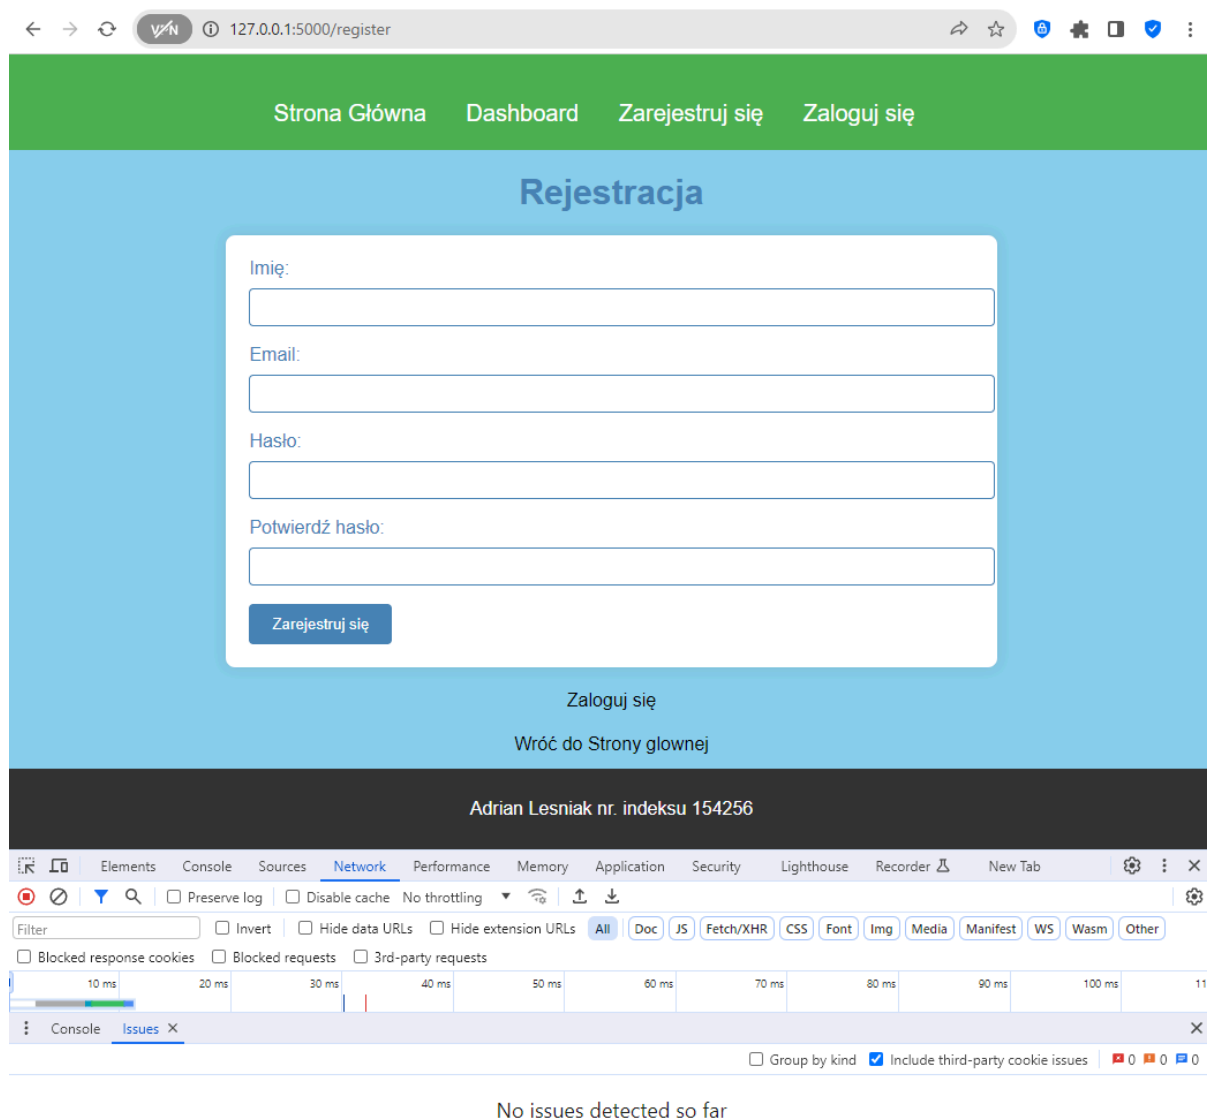 VPN 127.0.0.1:5000/register
Strona Główna Dashboard Zarejestruj się Zaloguj się
Rejestracja
Imię:
Email:
Hasło:
Potwierdź hasło:
Zarejestruj się
Zaloguj się
Wróć do Strony glownej
Adrian Lesniak nr. indeksu 154256
Elements Console Sources Network Performance Memory Application Security Lighthouse Recorder New Tab
Preserve log Disable cache No throttling
Filter Invert Hide data URLs Hide extension URLs All Doc JS Fetch/XHR CSS Font Img Media Manifest WS Wasm Other
Blocked response cookies Blocked requests 3rd-party requests
10 ms 20 ms 30 ms 40 ms 50 ms 60 ms 70 ms 80 ms 90 ms 100 ms 11
Console Issues
Group by kind Include third-party cookie issues 0 0 0
No issues detected so far